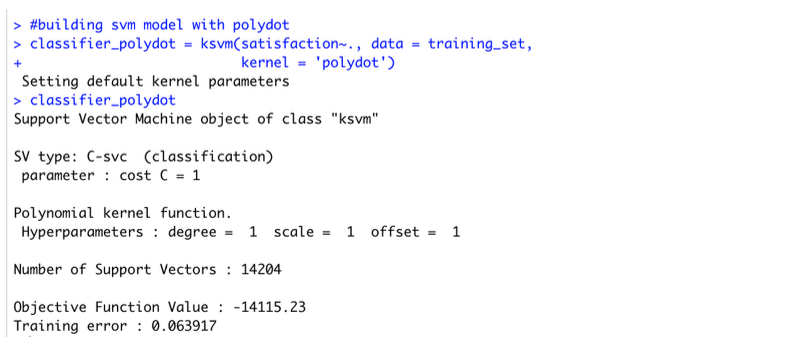 > #building svm model with polydot
> classifier_polydot = ksvm(satisfaction~., data = training_set,
+                           kernel = 'polydot')
 Setting default kernel parameters
> classifier_polydot
Support Vector Machine object of class "ksvm"

SV type: C-svc  (classification)
 parameter : cost C = 1

Polynomial kernel function.
 Hyperparameters : degree =  1  scale =  1  offset =  1

Number of Support Vectors : 14204

Objective Function Value : -14115.23
Training error : 0.063917